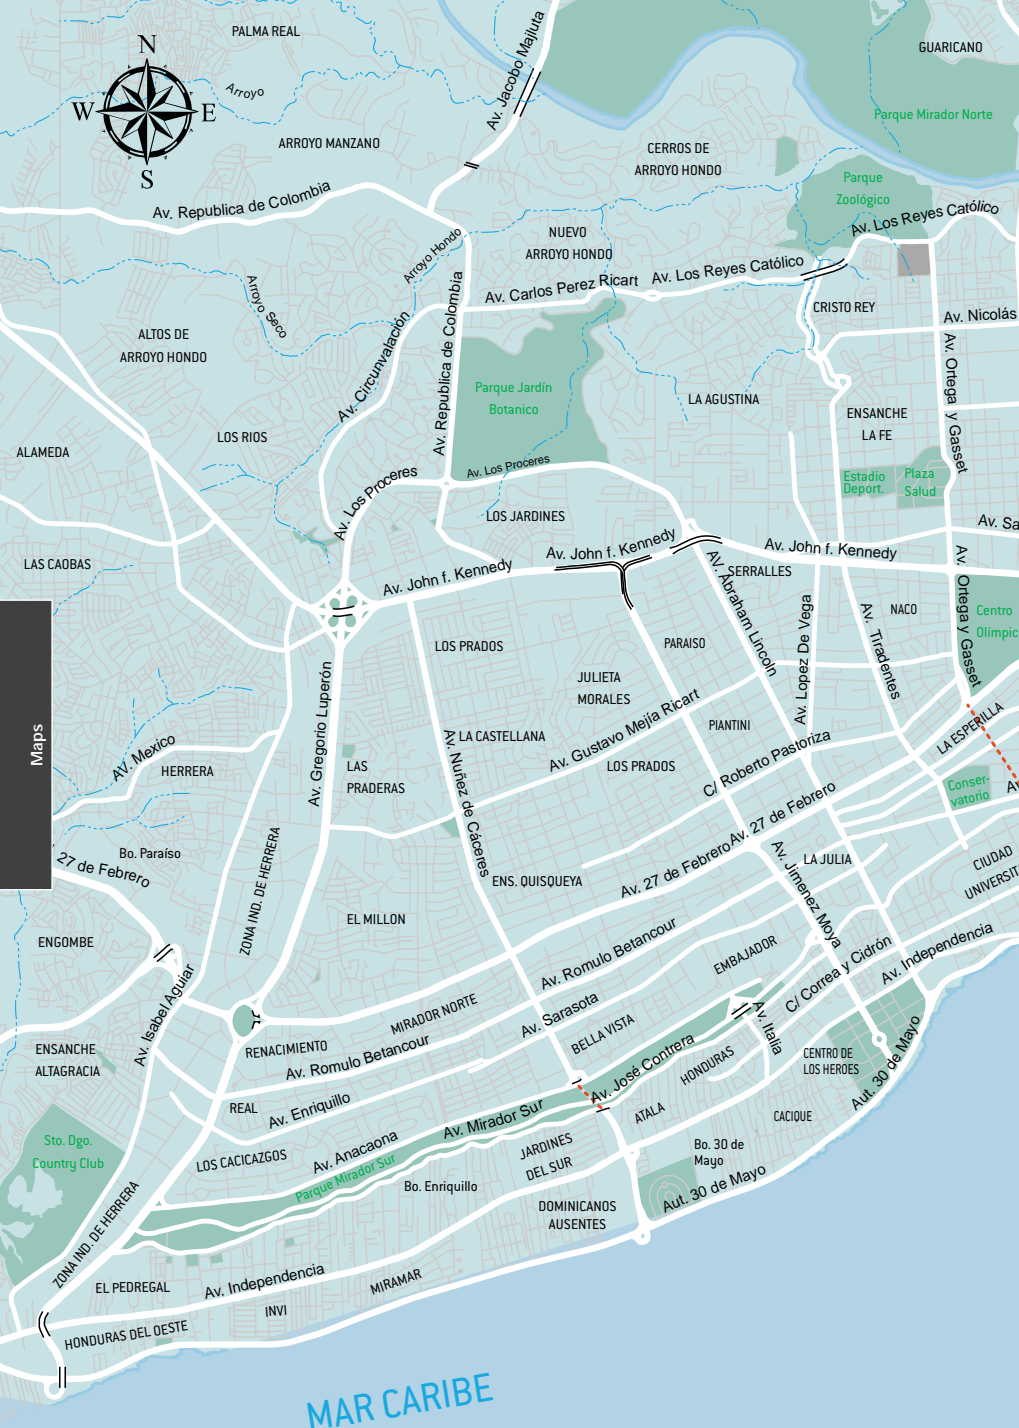 PALMA REAL
Av. Jacobo Majluta
GUARICANO
N
Arroyo
W
E
Parque Mirador Norte
ARROYO MANZANO
CERROS DE
ARROYO HONDO
S
Parque
Zoológico
Av. Republica de Colombia
Av. Los Reyes Católico
NUEVO
ARROYO HONDO
Arroyo Hondo
Av. Los Reyes Católico
Av. Carlos Perez Ricart
Arroyo Seco
CRISTO REY
Av. Nicolás
ALTOS DE
ARROYO HONDO
Av. Circunvalación
Av. Republica de Colombia
Av. Ortega y Gasset
Parque Jardín
Botanico
LA AGUSTINA
ENSANCHE
LA FE
LOS RIOS
ALAMEDA
Av. Los Proceres
Av. Los Proceres
Estadio
Deport.
Plaza
Salud
LOS JARDINES
Av. Sa
Av. John f. Kennedy
Av. John f. Kennedy
Av. John f. Kennedy
LAS CAOBAS
SERRALLES
AV. Abraham Lincoln
Av. Ortega y Gasset
NACO
Centro
Olímpic
Av. Lopez De Vega
Av. Tiradentes
LOS PRADOS
PARAISO
JULIETA
MORALES
Av. Gregorio Luperón
Av. Gustavo Mejía Ricart
PIANTINI
LA ESPERILLA
Maps
AV. Mexico
HERRERA
LA CASTELLANA
Av. Nuñez de Cáceres
LAS
PRADERAS
LOS PRADOS
C/ Roberto Pastoriza
Conser-
vatorio
Av. 27 de Febrero
Bo. Paraíso
27 de Febrero
ZONA IND. DE HERRERA
Av. 27 de Febrero
ENS. QUISQUEYA
LA JULIA
Av. Jimenez Moya
CIUDAD
UNIVERSIT
EL MILLON
ENGOMBE
Av. Romulo Betancour
EMBAJADOR
C/ Correa y Cidrón
Av. Independencia
Av. Isabel Aguiar
MIRADOR NORTE
Av. Sarasota
BELLA VISTA
Av. Italia
ENSANCHE
ALTAGRACIA
RENACIMIENTO
Av. Romulo Betancour
Av. José Contrera
HONDURAS
CENTRO DE
LOS HEROES
Aut. 30 de Mayo
REAL
Av. Enriquillo
Av. Mirador Sur
ATALA
CACIQUE
Sto. Dgo.
Country Club
LOS CACICAZGOS
Av. Anacaona
Parque Mirador Sur
JARDINES
DEL SUR
Bo. 30 de
Mayo
Bo. Enriquillo
Aut. 30 de Mayo
DOMINICANOS
AUSENTES
ZONA IND. DE HERRERA
EL PEDREGAL
Av. Independencia
MIRAMAR
INVI
HONDURAS DEL OESTE
MAR CARIBE